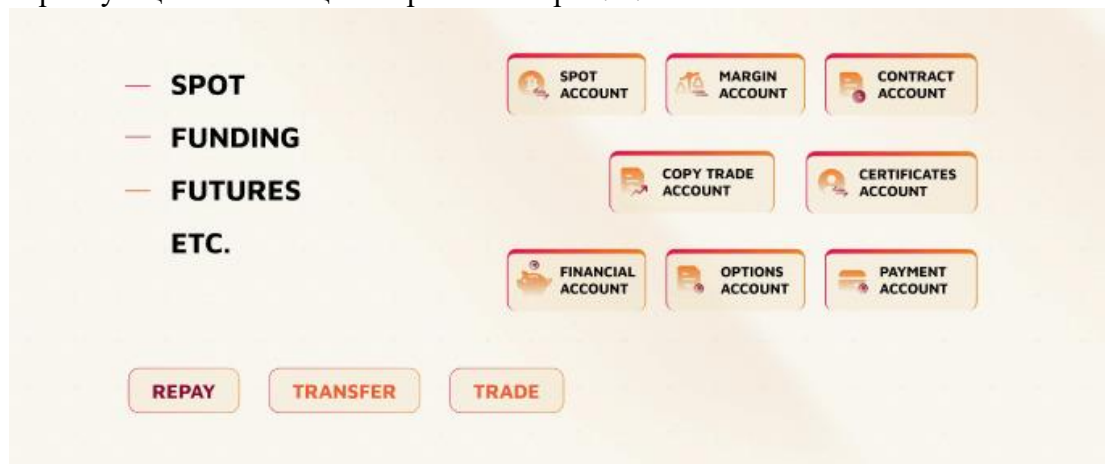 SPOT
FUNDING
FUTURES
ETC.
SPOT
ACCOUNT
MARGIN
ACCOUNT
CONTRACT
ACCOUNT
COPY TRADE
ACCOUNT
CERTIFICATES
ACCOUNT
FINANCIAL
ACCOUNT
OPTIONS
ACCOUNT
PAYMENT
ACCOUNT
REPAY
TRANSFER
TRADE